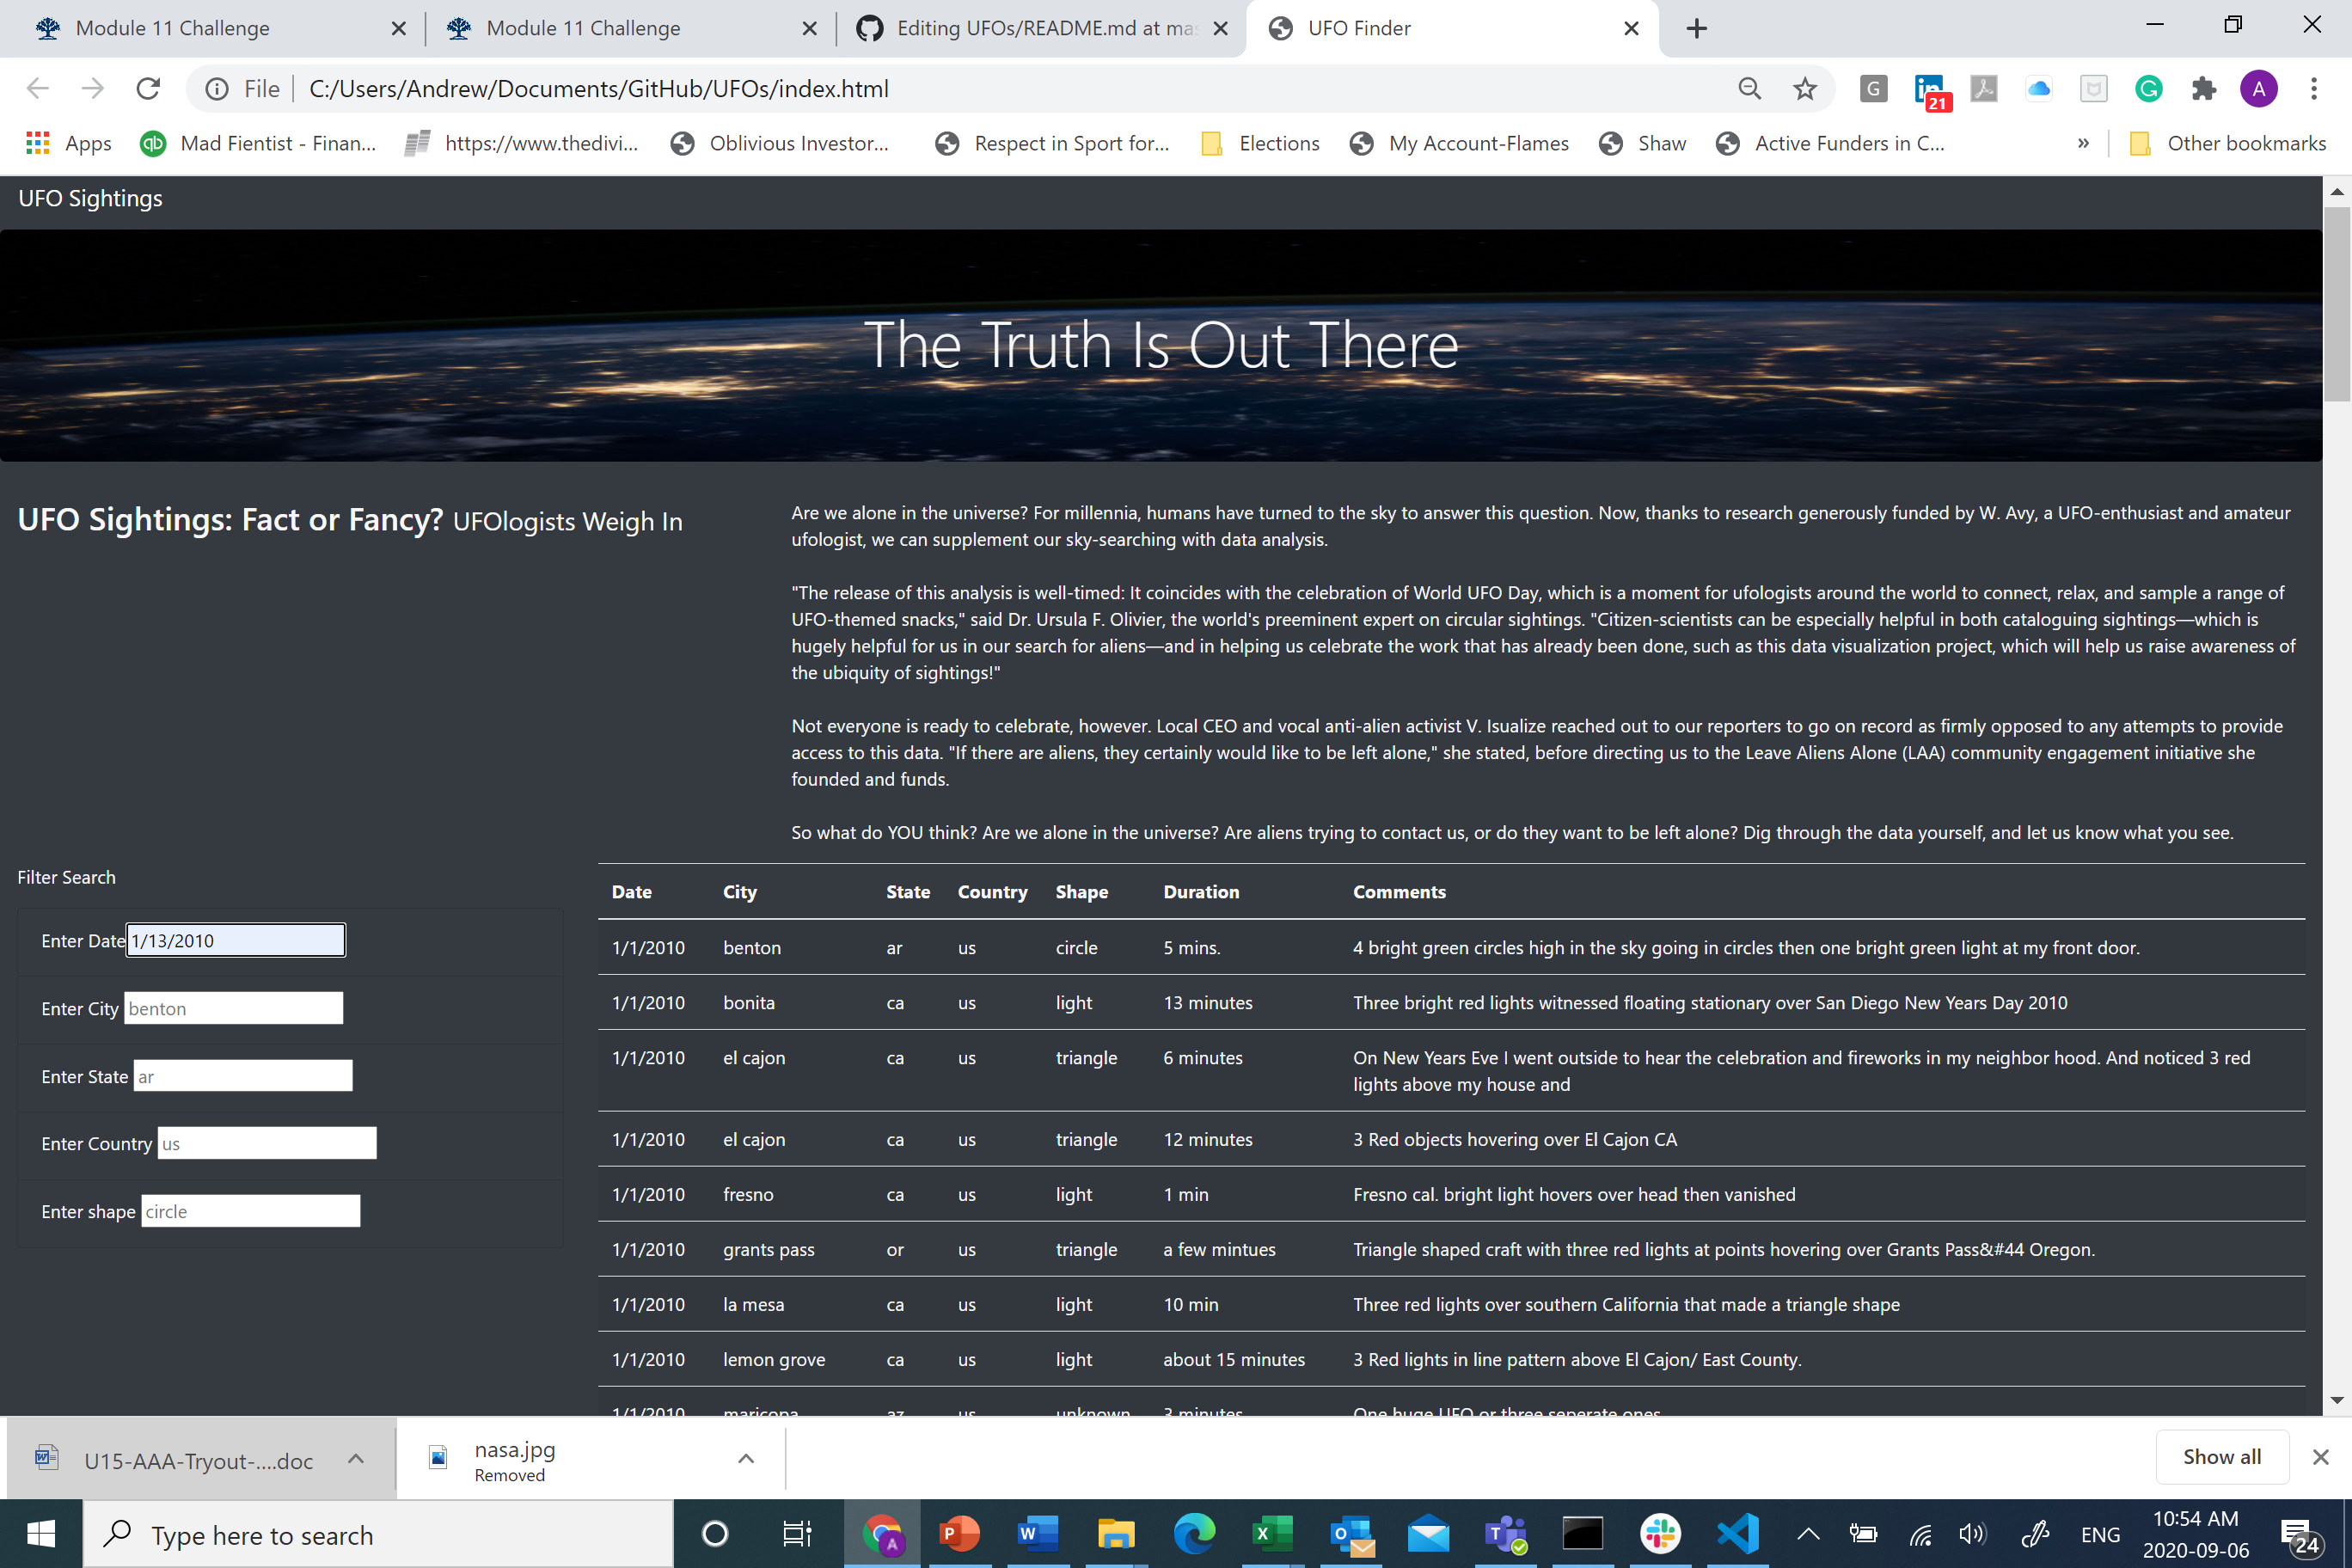 Module 11 Challenge
Module 11 Challenge
Editing UFOs/README.md at mas
UFO Finder
File
C:/Users/Andrew/Documents/GitHub/UFOs/index.html
G
in
21
G
A
Apps
qb
Mad Fientist - Finan...
https://www.thedivi...
Oblivious Investor...
Respect in Sport for...
Elections
My Account-Flames
Shaw
Active Funders in C...
»
Other bookmarks
UFO Sightings
The Truth Is Out There
UFO Sightings: Fact or Fancy? UFOlogists Weigh In
Are we alone in the universe? For millennia, humans have turned to the sky to answer this question. Now, thanks to research generously funded by W. Avy, a UFO-enthusiast and amateur
ufologist, we can supplement our sky-searching with data analysis.
"The release of this analysis is well-timed: It coincides with the celebration of World UFO Day, which is a moment for ufologists around the world to connect, relax, and sample a range of
UFO-themed snacks," said Dr. Ursula F. Olivier, the world's preeminent expert on circular sightings. "Citizen-scientists can be especially helpful in both cataloguing sightings—which is
hugely helpful for us in our search for aliens—and in helping us celebrate the work that has already been done, such as this data visualization project, which will help us raise awareness of
the ubiquity of sightings!"
Not everyone is ready to celebrate, however. Local CEO and vocal anti-alien activist V. Isualize reached out to our reporters to go on record as firmly opposed to any attempts to provide
access to this data. "If there are aliens, they certainly would like to be left alone," she stated, before directing us to the Leave Aliens Alone (LAA) community engagement initiative she
founded and funds.
So what do YOU think? Are we alone in the universe? Are aliens trying to contact us, or do they want to be left alone? Dig through the data yourself, and let us know what you see.
Filter Search
Enter Date 1/13/2010
Enter City benton
Enter State ar
Enter Country us
Enter shape circle
Date City State Country Shape Duration Comments
1/1/2010 benton ar us circle 5 mins. 4 bright green circles high in the sky going in circles then one bright green light at my front door.
1/1/2010 bonita ca us light 13 minutes Three bright red lights witnessed floating stationary over San Diego New Years Day 2010
1/1/2010 el cajon ca us triangle 6 minutes On New Years Eve I went outside to hear the celebration and fireworks in my neighbor hood. And noticed 3 red
lights above my house and
1/1/2010 el cajon ca us triangle 12 minutes 3 Red objects hovering over El Cajon CA
1/1/2010 fresno ca us light 1 min Fresno cal. bright light hovers over head then vanished
1/1/2010 grants pass or us triangle a few mintues Triangle shaped craft with three red lights at points hovering over Grants Pass&#44 Oregon.
1/1/2010 la mesa ca us light 10 min Three red lights over southern California that made a triangle shape
1/1/2010 lemon grove ca us light about 15 minutes 3 Red lights in line pattern above El Cajon/ East County.
1/1/2010 maricopa az us unknown 3 minutes One huge UFO or three seperate ones
U15-AAA-Tryout-....doc
nasa.jpg
Removed
Show all
Type here to search
A
P
W
X
O
T
ENG
10:54 AM
2020-09-06
24